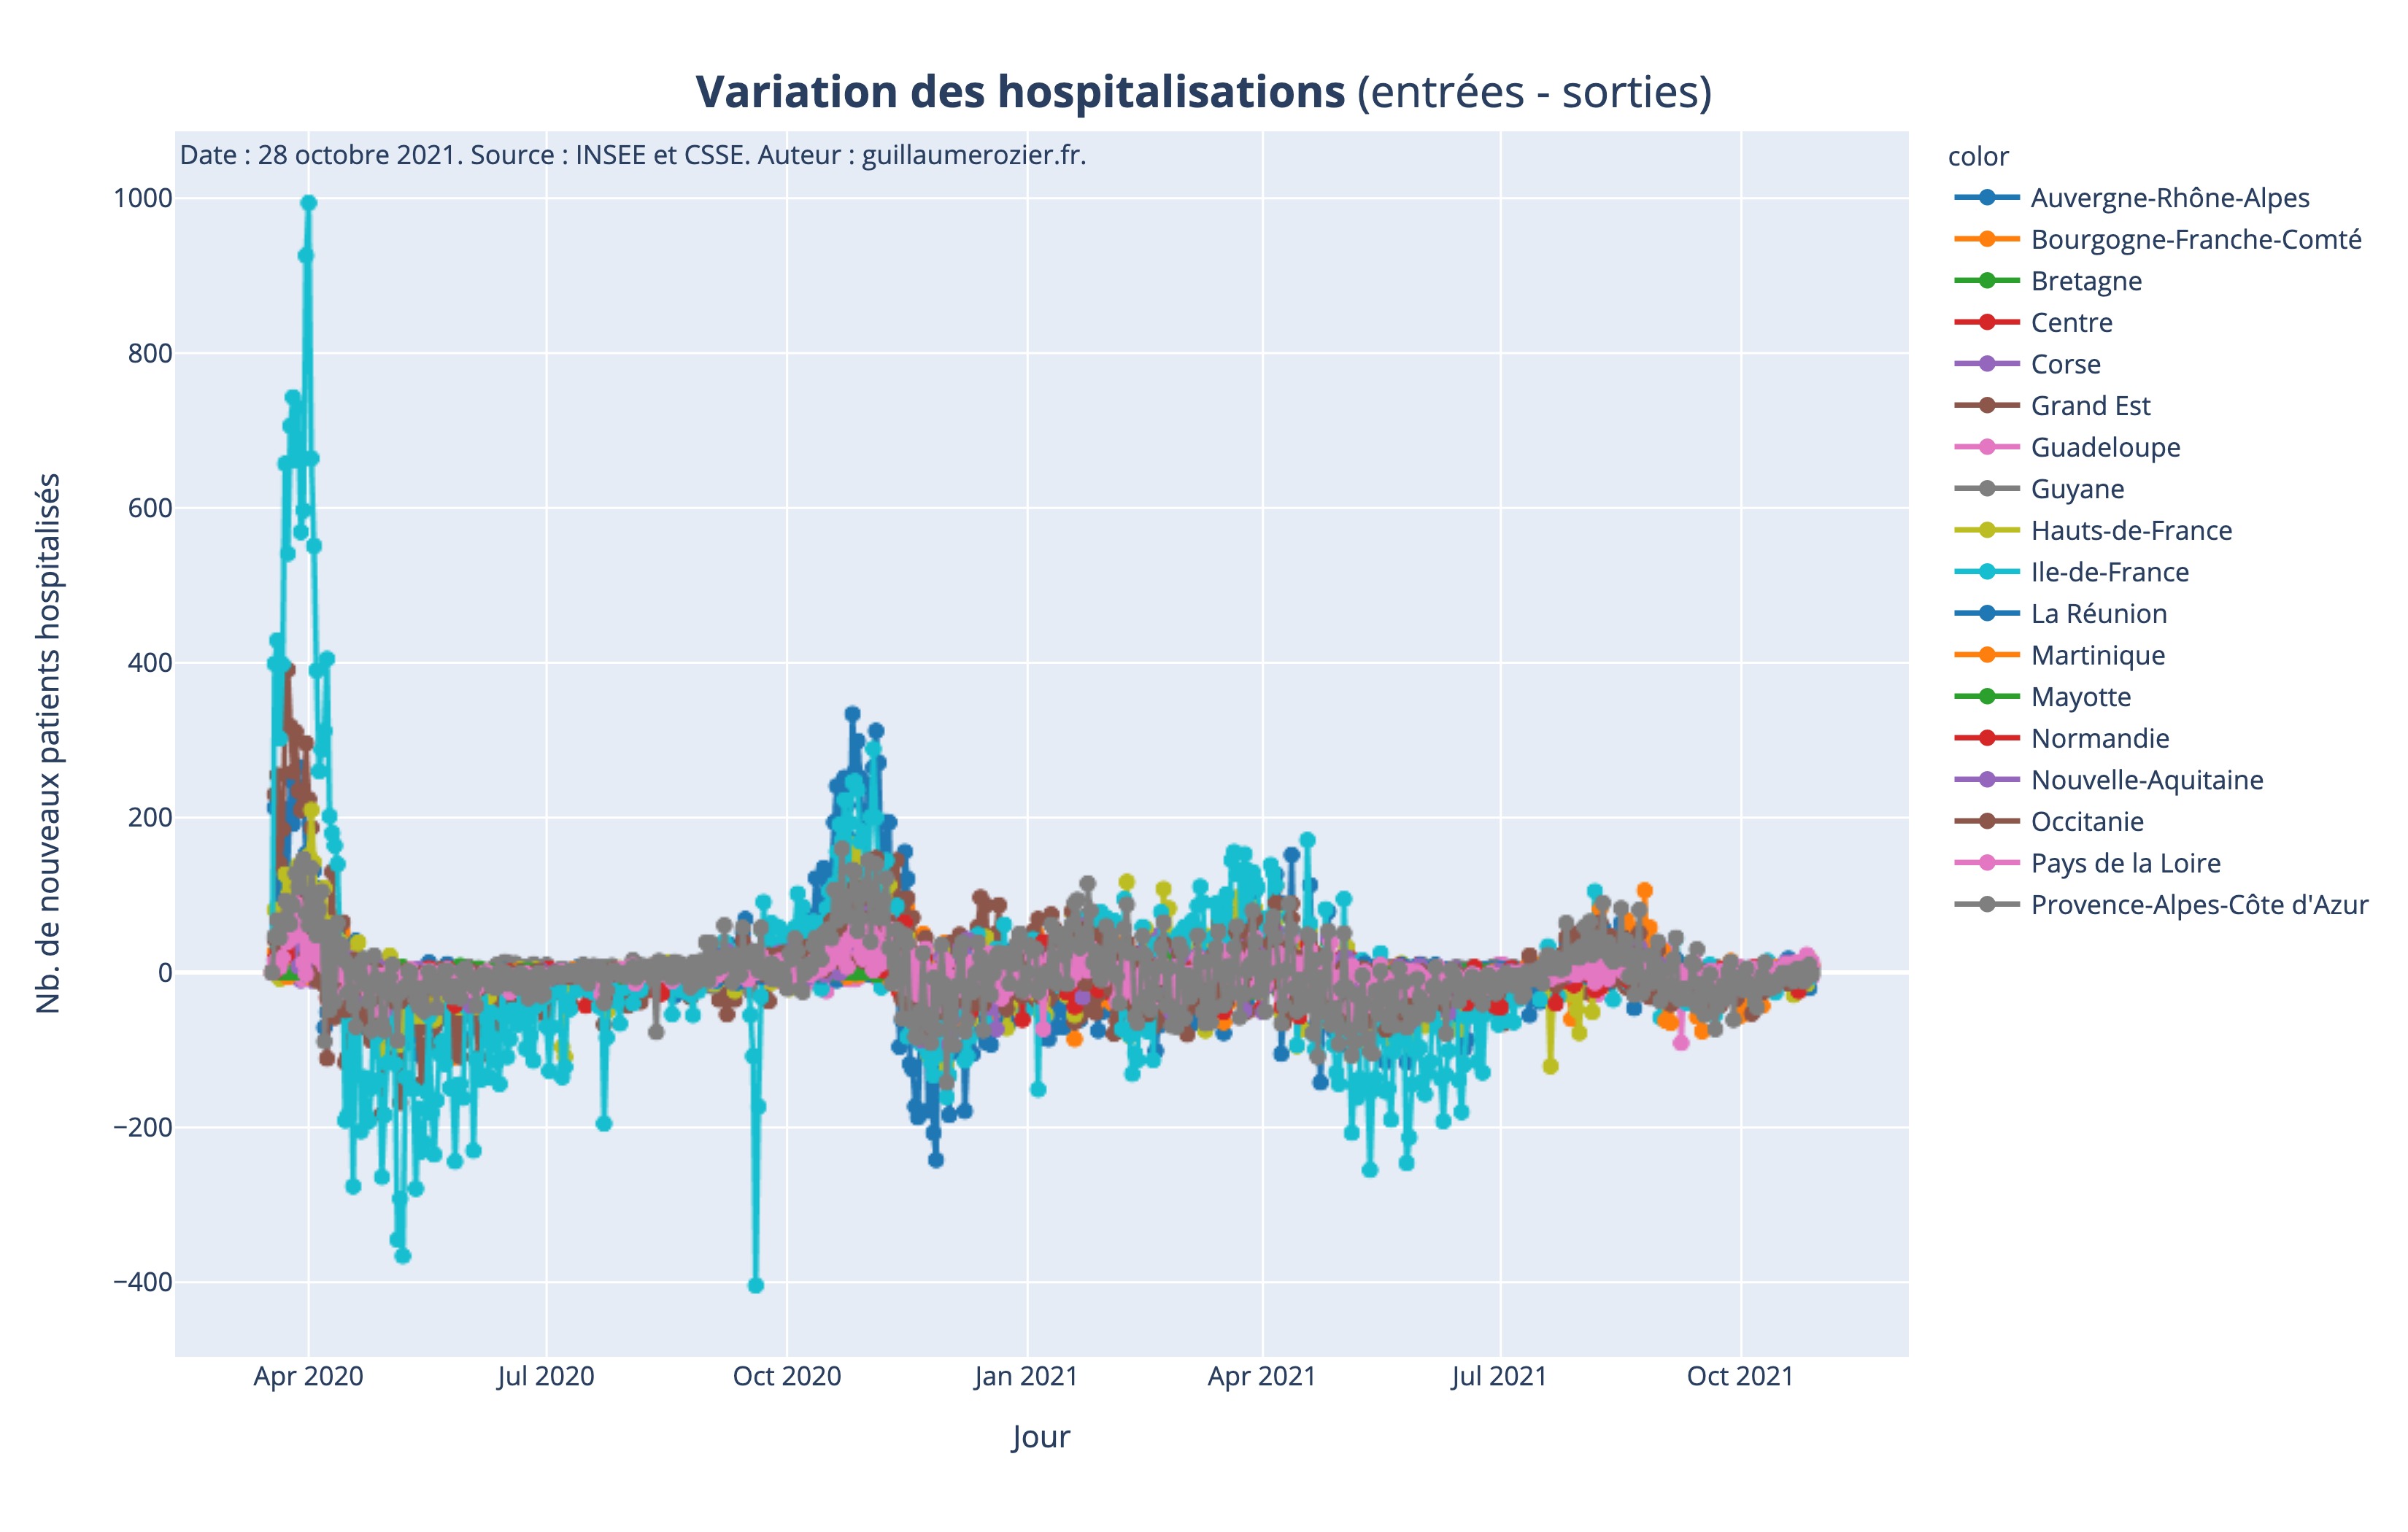 Variation des hospitalisations (entrées - sorties)
Date : 28 octobre 2021. Source : INSEE et CSSE. Auteur : guillaumerozier.fr.
Nb. de nouveaux patients hospitalisés
1000
800
600
400
200
0
−200
−400
Apr 2020
Jul 2020
Oct 2020
Jan 2021
Apr 2021
Jul 2021
Oct 2021
Jour
color
Auvergne-Rhône-Alpes
Bourgogne-Franche-Comté
Bretagne
Centre
Corse
Grand Est
Guadeloupe
Guyane
Hauts-de-France
Ile-de-France
La Réunion
Martinique
Mayotte
Normandie
Nouvelle-Aquitaine
Occitanie
Pays de la Loire
Provence-Alpes-Côte d'Azur